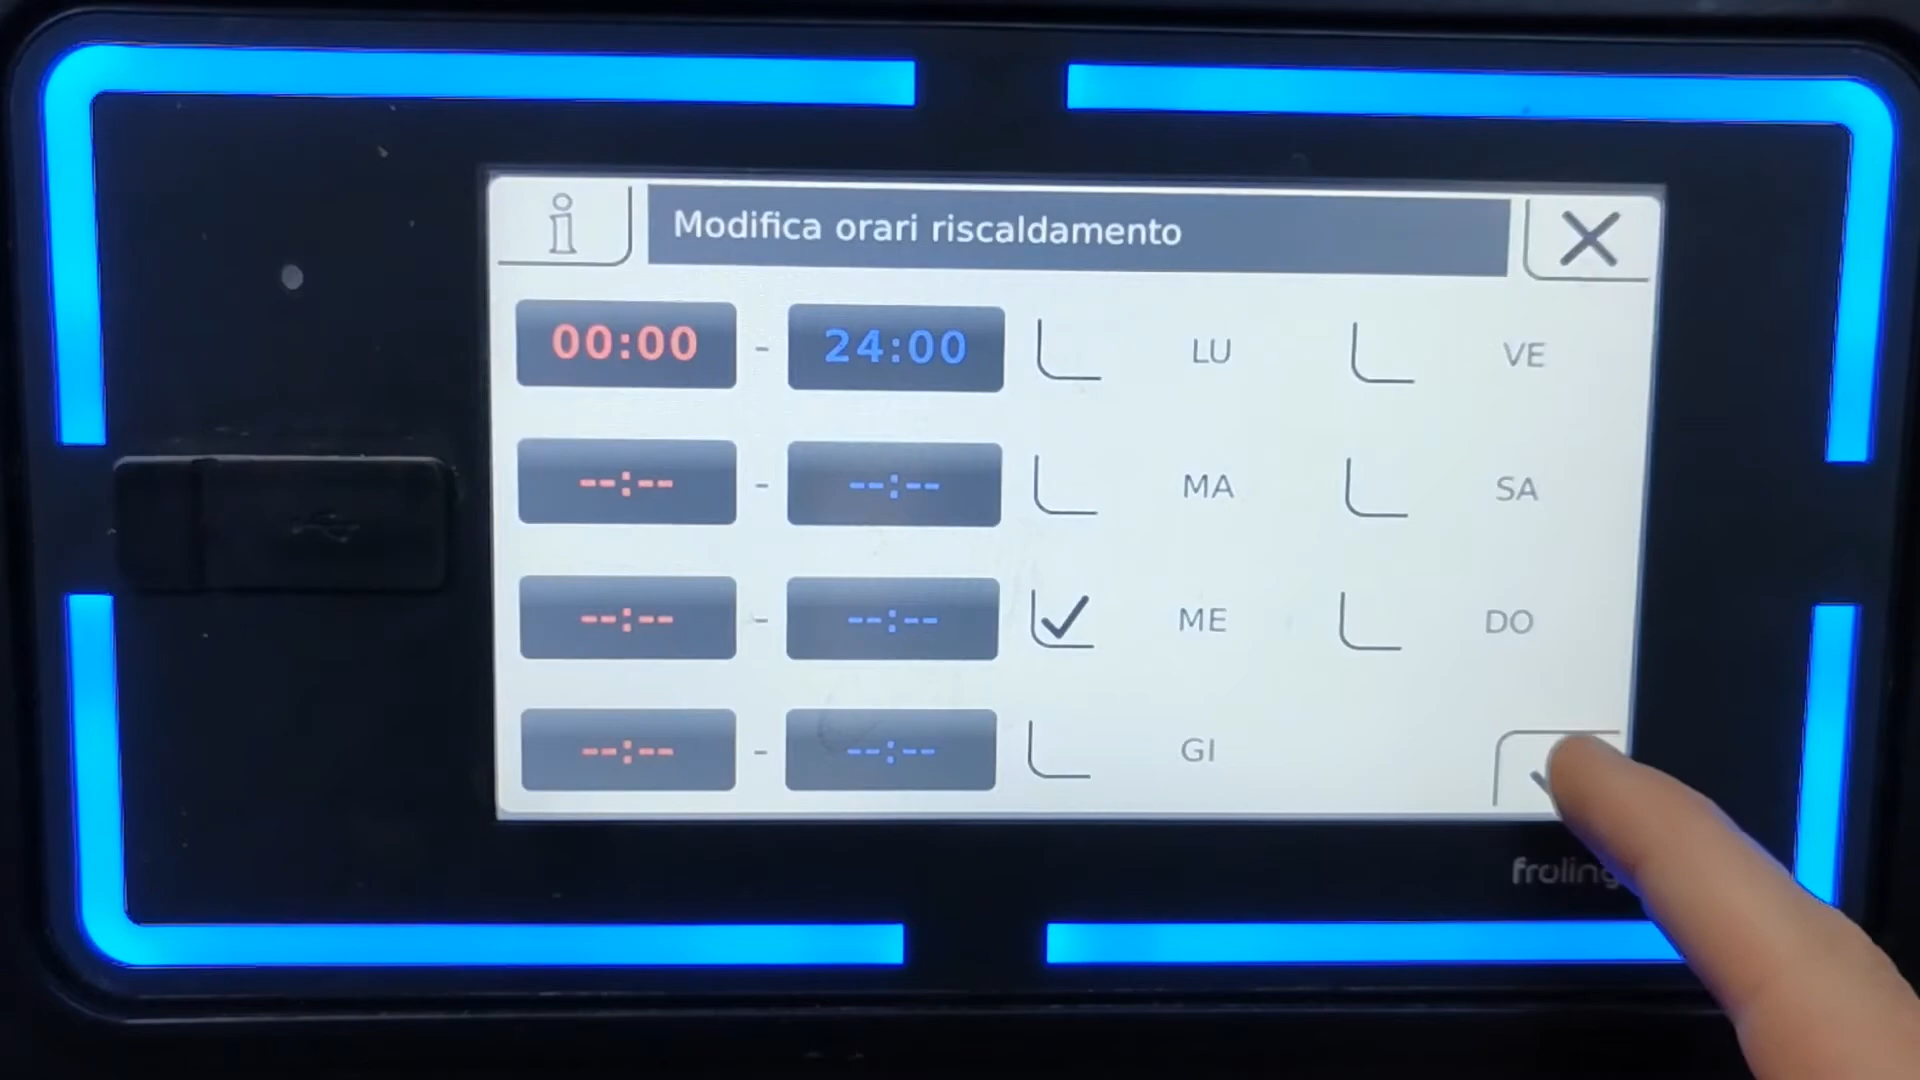 Modifica orari riscaldamento
00:00 - 24:00 LU VE
--:-- - --:-- MA SA
--:-- - --:-- ME DO
--:-- - --:-- GI
froling